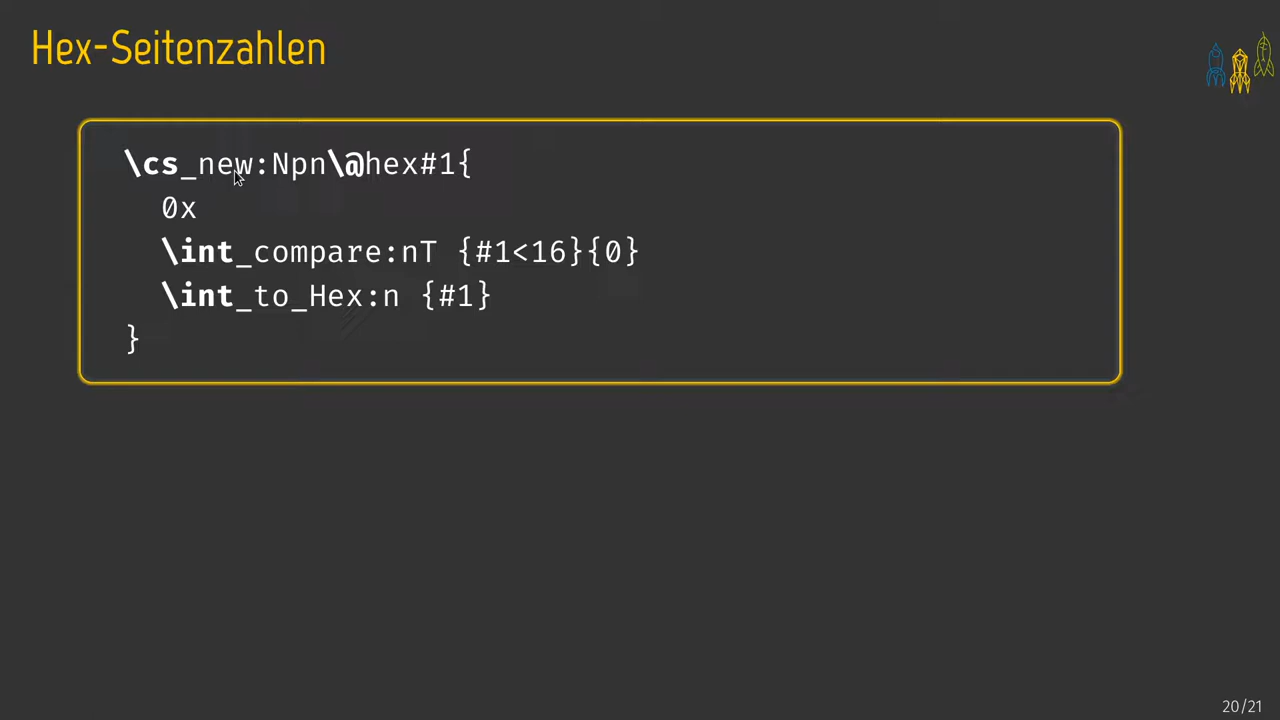 Hex-Seitenzahlen
\cs_new:Npn\@hex#1{
0x
\int_compare:nT {#1<16}{0}
\int_to_Hex:n {#1}
}
20/21